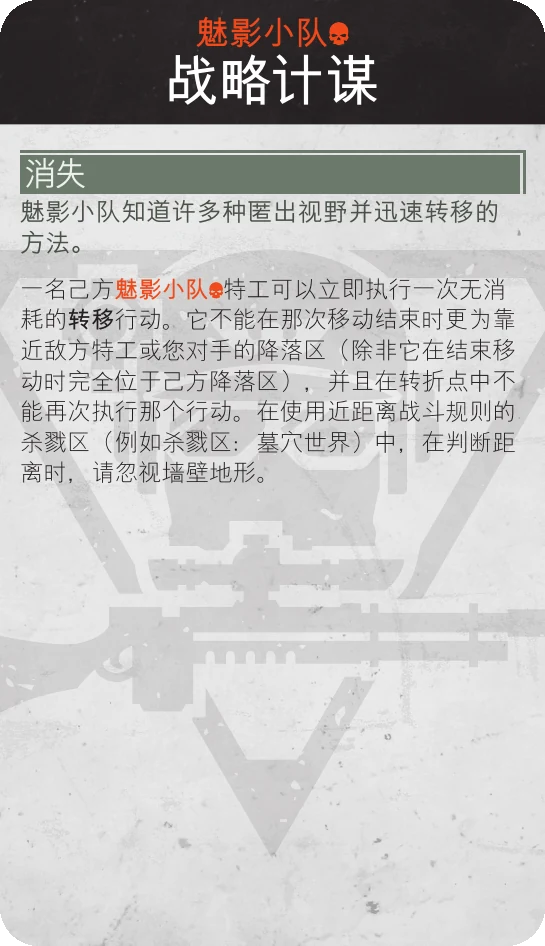 魅影小队
战略计谋
消失
魅影小队知道许多种匿出视野并迅速转移的
方法。
一名己方魅影小队特工可以立即执行一次无消
耗的转移行动。它不能在那次移动结束时更为靠
近敌方特工或您对手的降落区（除非它在结束移
动时完全位于己方降落区），并且在转折点中不
能再次执行那个行动。在使用近距离战斗规则的
杀戮区（例如杀戮区：墓穴世界）中，在判断距
离时，请忽视墙壁地形。